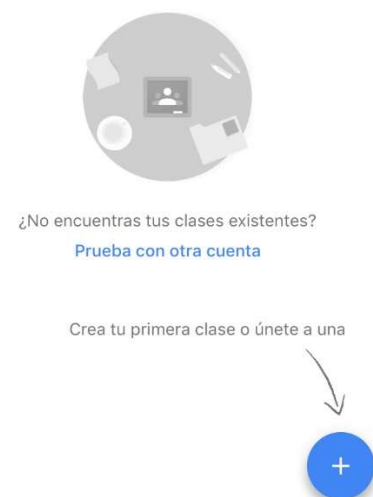 ¿No encuentras tus clases existentes?
Prueba con otra cuenta
Crea tu primera clase o únete a una
+